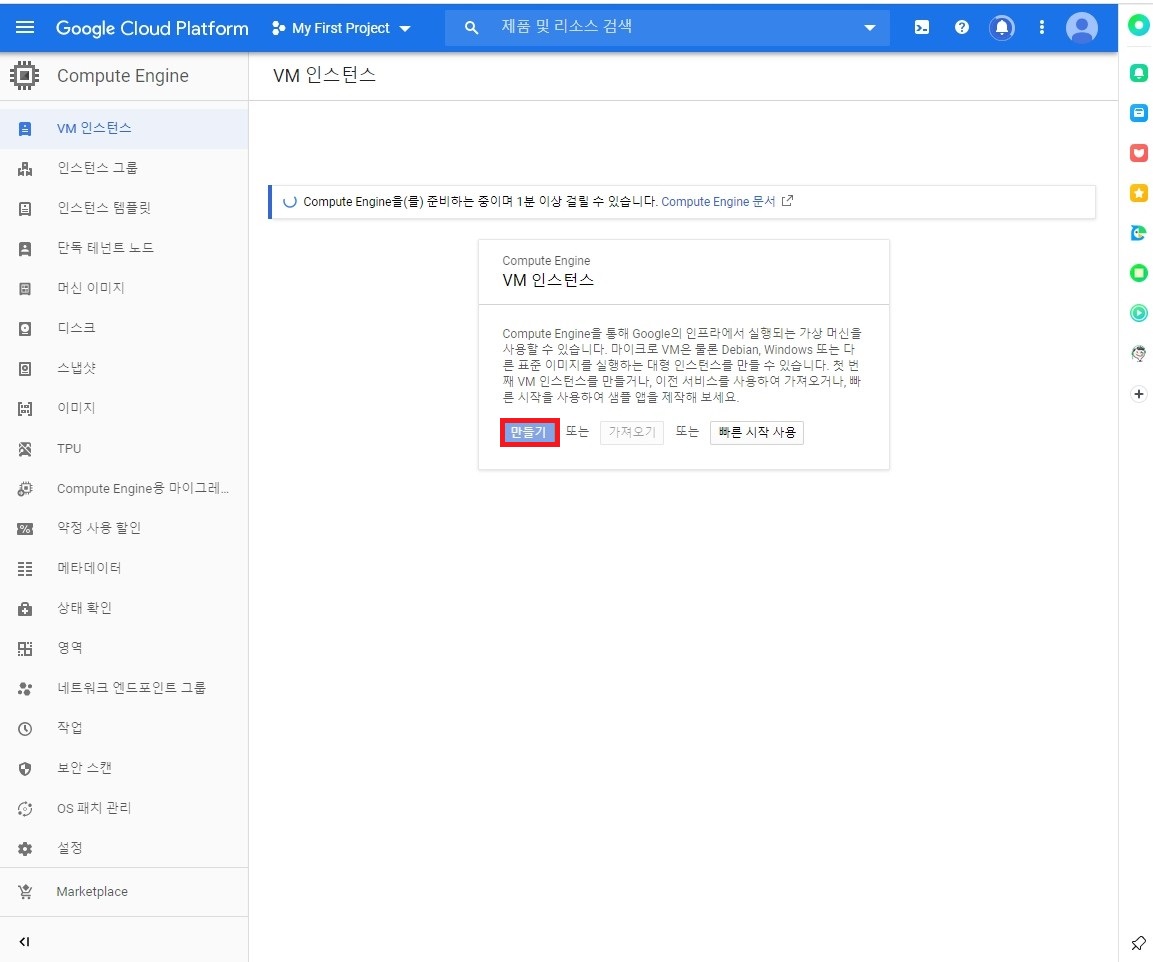 Google Cloud Platform
My First Project
제품 및 리소스 검색
Compute Engine
VM 인스턴스
VM 인스턴스
인스턴스 그룹
인스턴스 템플릿
단독 테넌트 노드
머신 이미지
디스크
스냅샷
이미지
TPU
Compute Engine용 마이그레...
약정 사용 할인
메타데이터
상태 확인
영역
네트워크 엔드포인트 그룹
작업
보안 스캔
OS 패치 관리
설정
Marketplace
Compute Engine을(를) 준비하는 중이며 1분 이상 걸릴 수 있습니다. Compute Engine 문서
Compute Engine
VM 인스턴스
Compute Engine을 통해 Google의 인프라에서 실행되는 가상 머신을
사용할 수 있습니다. 마이크로 VM은 물론 Debian, Windows 또는 다
른 표준 이미지를 실행하는 대형 인스턴스를 만들 수 있습니다. 첫 번
째 VM 인스턴스를 만들거나, 이전 서비스를 사용하여 가져오거나, 빠
른 시작을 사용하여 샘플 앱을 제작해 보세요.
만들기 또는 가져오기 또는 빠른 시작 사용